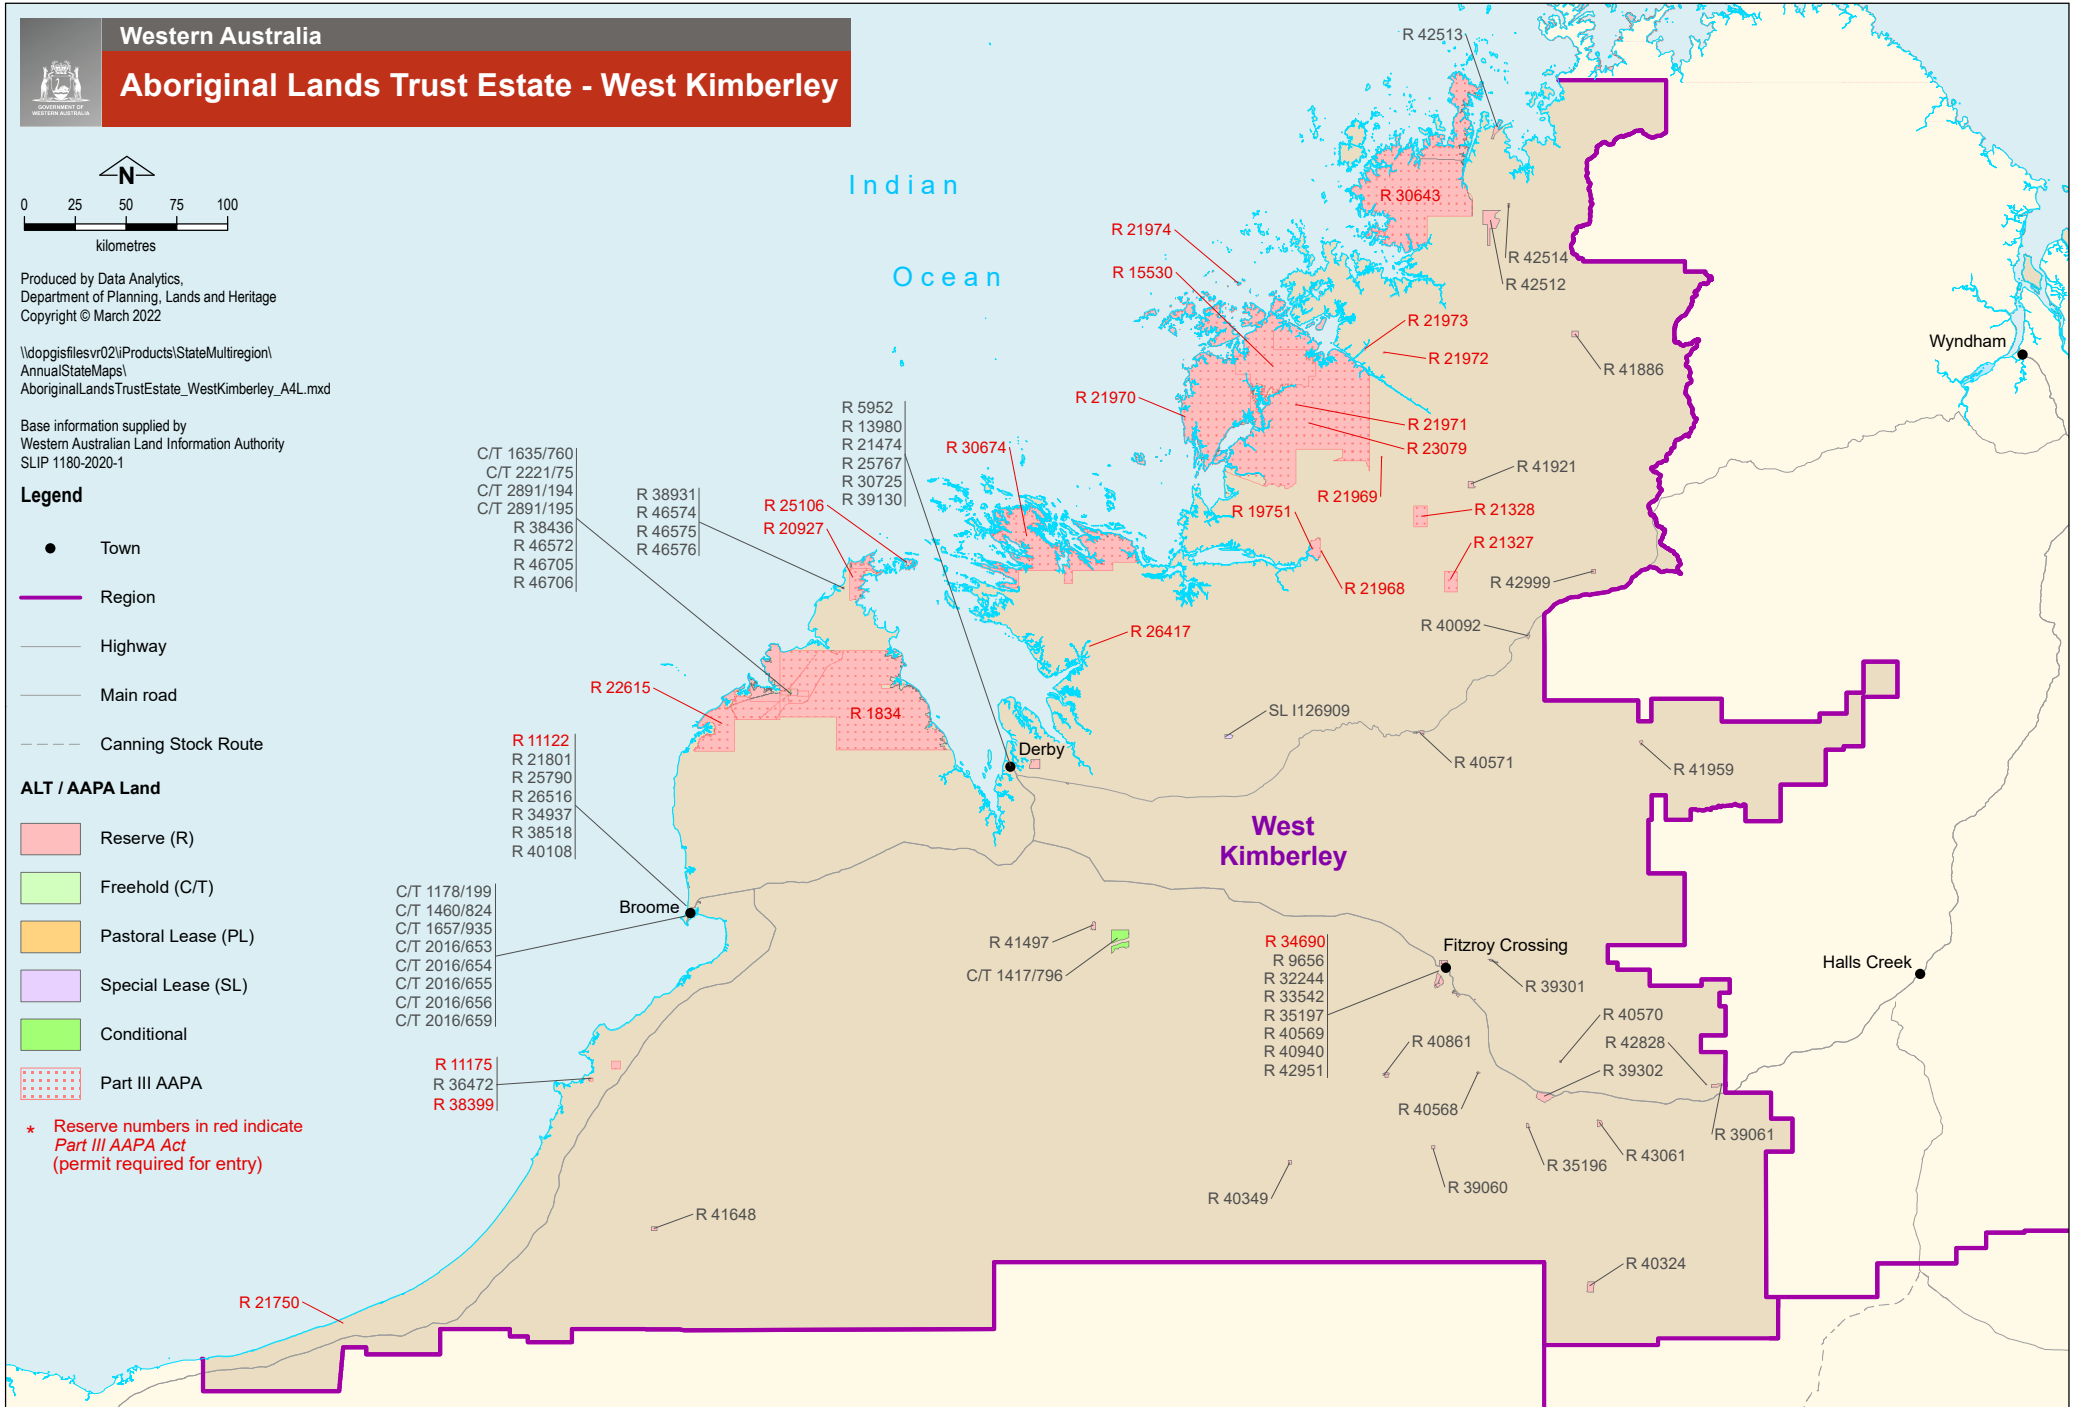 Western Australia
Aboriginal Lands Trust Estate - West Kimberley
GOVERNMENT OF
WESTERN AUSTRALIA
N
0 25 50 75 100
kilometres
Produced by Data Analytics,
Department of Planning, Lands and Heritage
Copyright © March 2022
\\dopgisfilesvr02\iProducts\StateMultiregion\
AnnualStateMaps\
AboriginalLandsTrustEstate_WestKimberley_A4L.mxd
Base information supplied by
Western Australian Land Information Authority
SLIP 1180-2020-1
Legend
Town
Region
Highway
Main road
Canning Stock Route
ALT / AAPA Land
Reserve (R)
Freehold (C/T)
Pastoral Lease (PL)
Special Lease (SL)
Conditional
Part III AAPA
* Reserve numbers in red indicate
Part III AAPA Act
(permit required for entry)
Indian
Ocean
R 42513
R 30643
R 42514
R 42512
R 21974
R 15530
R 21973
R 21972
R 41886
Wyndham
R 21970
R 21971
R 23079
R 21969
R 41921
R 19751
R 21328
R 21327
R 21968
R 42999
R 40092
R 5952
R 13980
R 21474
R 25767
R 30725
R 39130
R 30674
C/T 1635/760
C/T 2221/75
C/T 2891/194
C/T 2891/195
R 38436
R 46572
R 46705
R 46706
R 38931
R 46574
R 46575
R 46576
R 25106
R 20927
R 26417
R 22615
R 1834
SL I126909
R 40571
R 41959
Derby
R 11122
R 21801
R 25790
R 26516
R 34937
R 38518
R 40108
West
Kimberley
C/T 1178/199
C/T 1460/824
C/T 1657/935
C/T 2016/653
C/T 2016/654
C/T 2016/655
C/T 2016/656
C/T 2016/659
Broome
R 41497
C/T 1417/796
R 34690
R 9656
R 32244
R 33542
R 35197
R 40569
R 40940
R 42951
Fitzroy Crossing
R 39301
Halls Creek
R 40570
R 42828
R 40861
R 39302
R 40568
R 39061
R 43061
R 35196
R 39060
R 40349
R 11175
R 36472
R 38399
R 41648
R 40324
R 21750